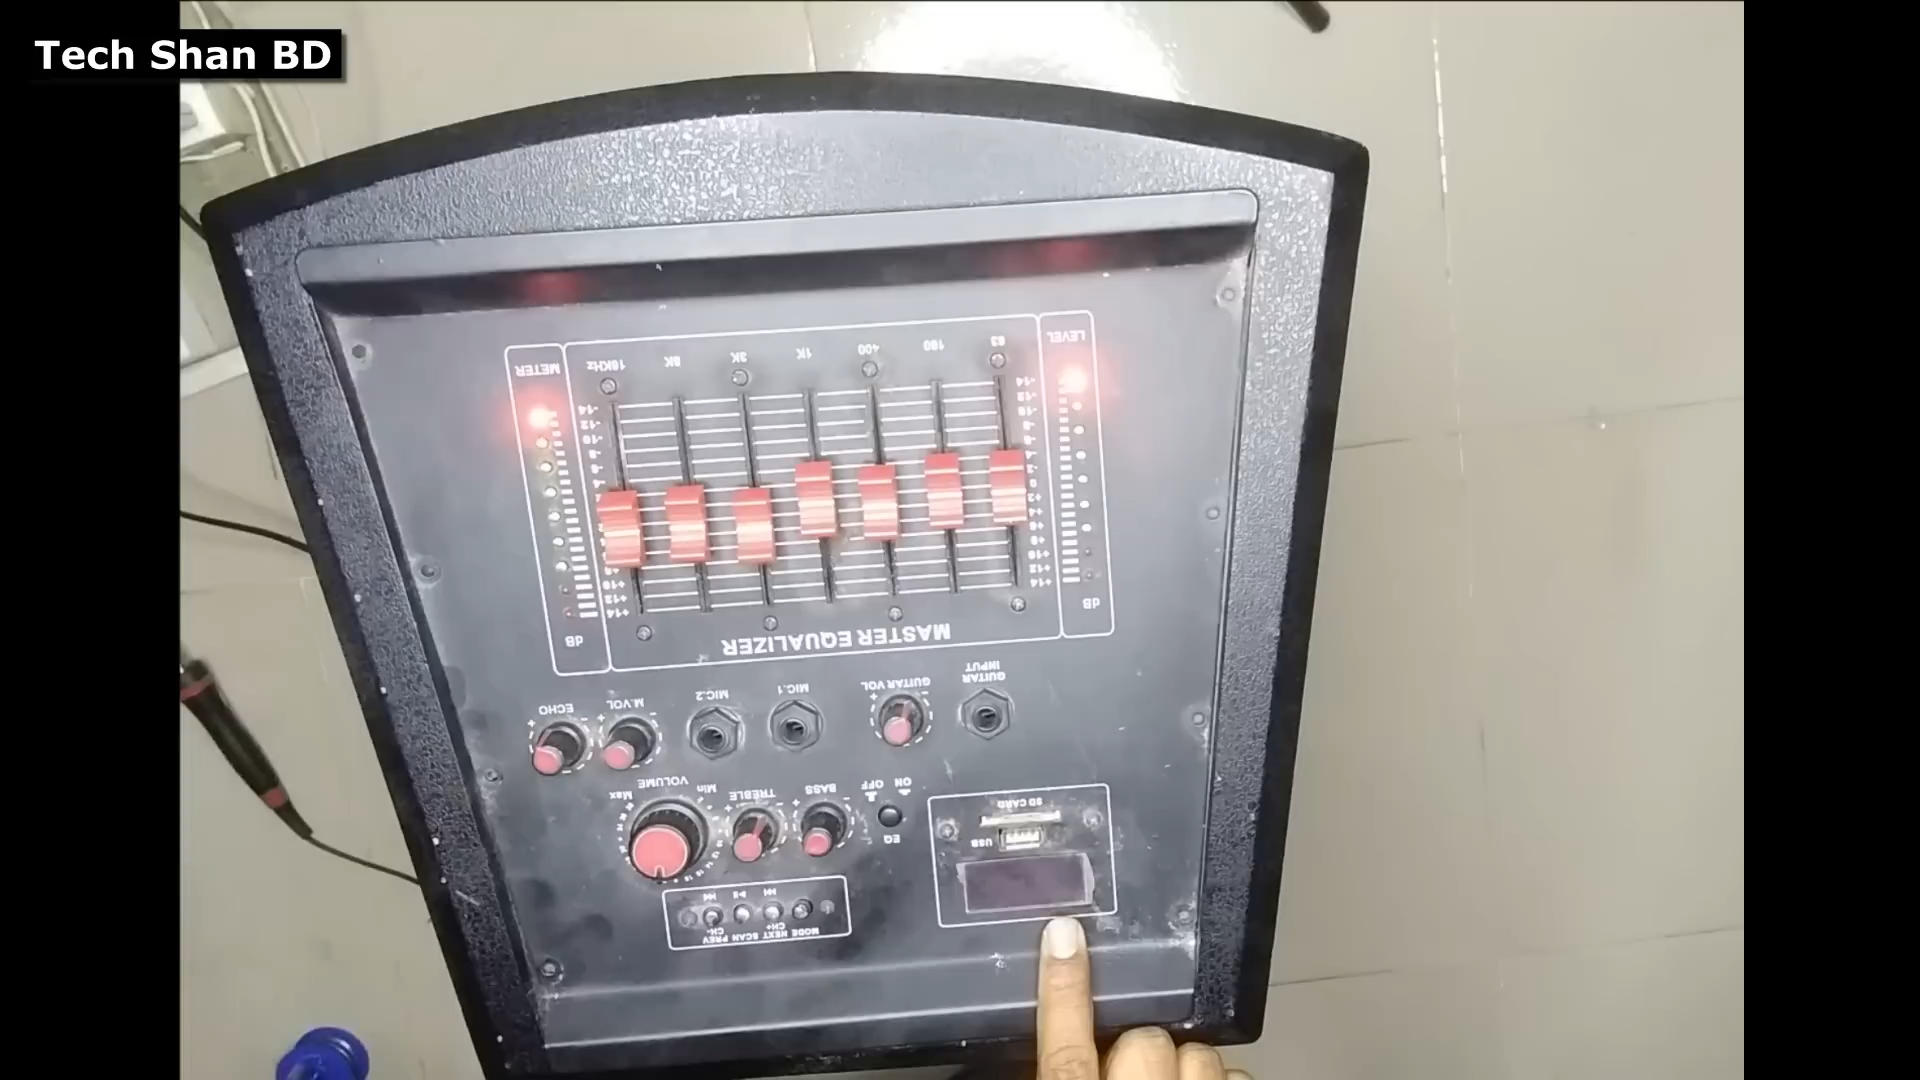 Tech Shan BD
METER
16KHz
8K
3K
1K
400
160
63
LEVEL
dB
MASTER EQUALIZER
dB
ECHO
M.VOL
MIC.2
MIC.1
GUITAR VOL
GUITAR INPUT
Max
VOLUME
Min
TREBLE
BASS
OFF
ON
EQ
SD CARD
USB
CH-
CH+
MODE NEXT SCAN PREV